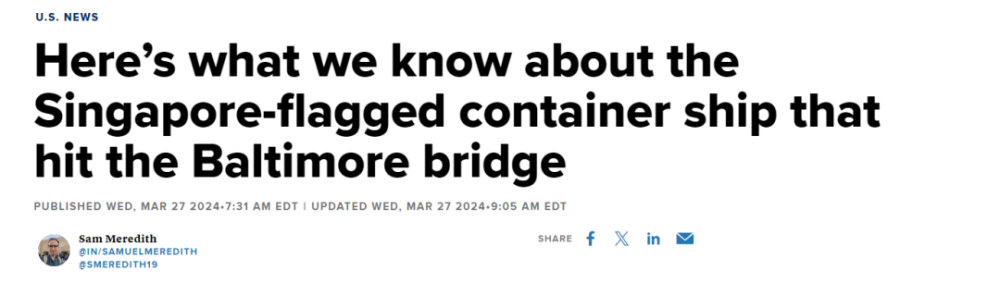 U.S. NEWS
Here’s what we know about the
Singapore-flagged container ship that
hit the Baltimore bridge
PUBLISHED WED, MAR 27 2024•7:31 AM EDT | UPDATED WED, MAR 27 2024•9:05 AM EDT
Sam Meredith
@IN/SAMUELMEREDITH
@SMEREDITH19
SHARE